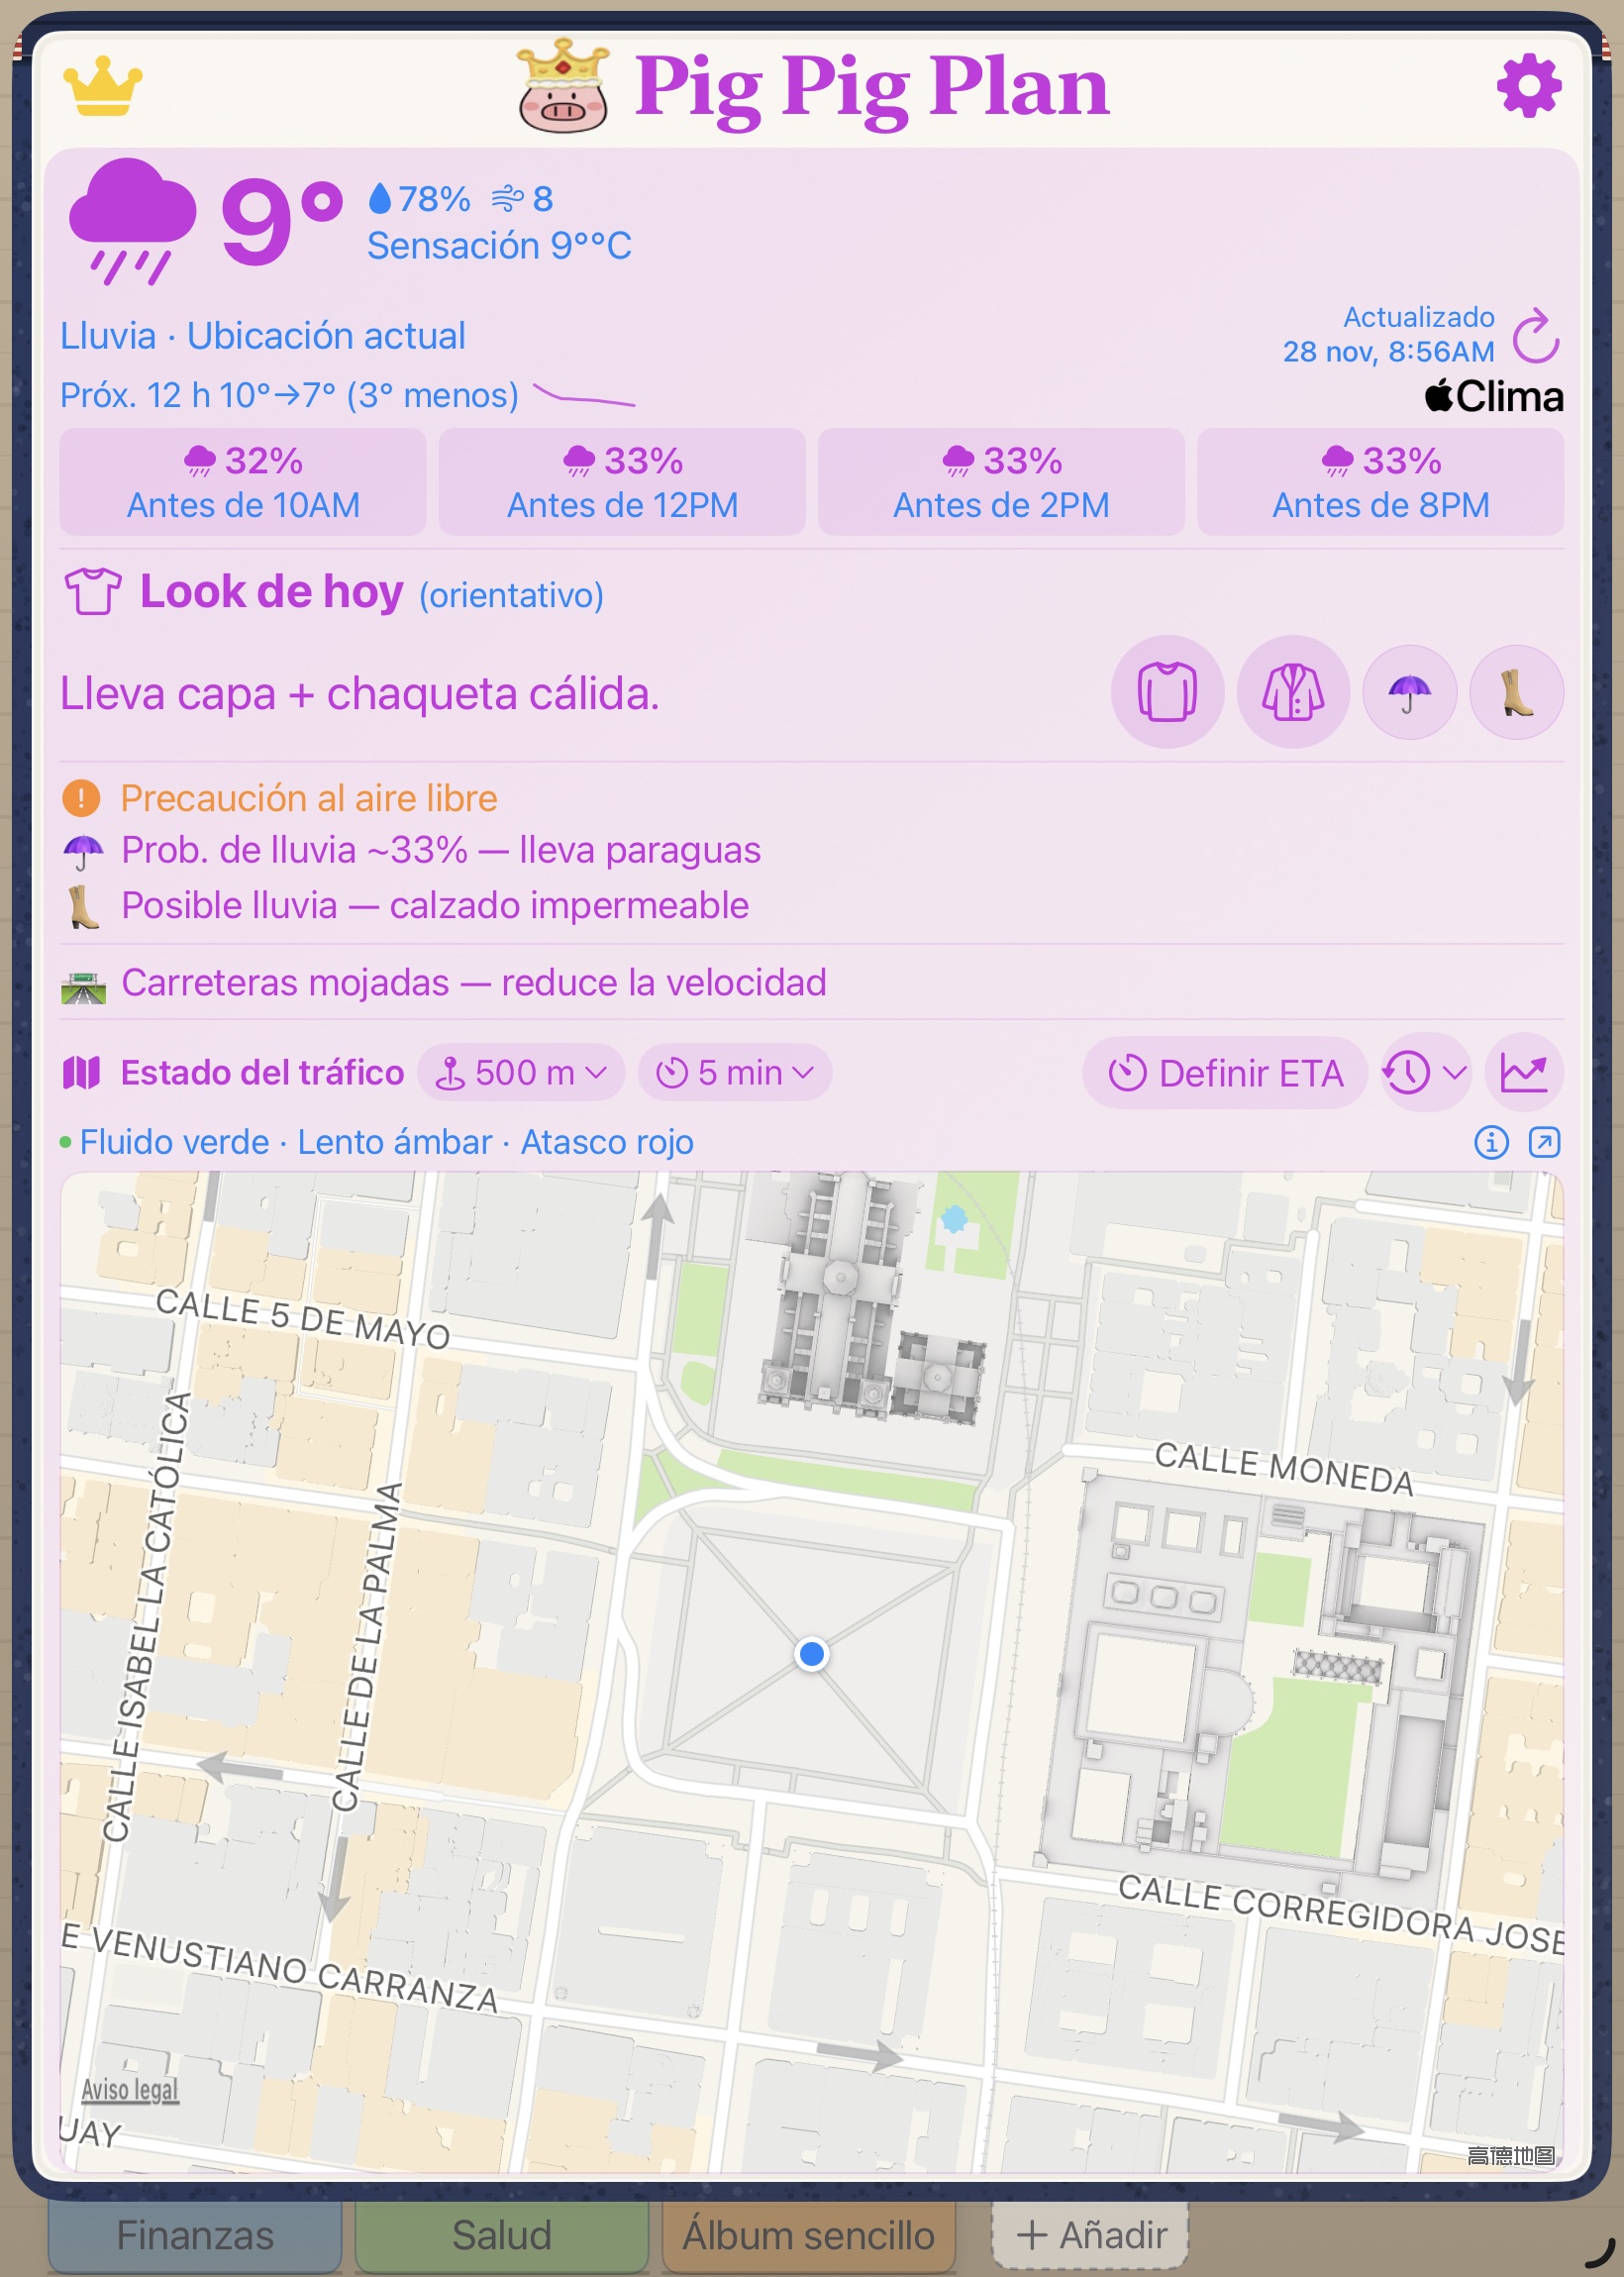 Pig Pig Plan
9°
78% 8
Sensación 9°°C
Lluvia · Ubicación actual
Actualizado
28 nov, 8:56AM
Próx. 12 h 10°→7° (3° menos)
Clima
32%
Antes de 10AM
33%
Antes de 12PM
33%
Antes de 2PM
33%
Antes de 8PM
Look de hoy (orientativo)
Lleva capa + chaqueta cálida.
Precaución al aire libre
Prob. de lluvia ~33% — lleva paraguas
Posible lluvia — calzado impermeable
Carreteras mojadas — reduce la velocidad
Estado del tráfico 500 m 5 min Definir ETA
Fluido verde · Lento ámbar · Atasco rojo
CALLE 5 DE MAYO
CALLE ISABEL LA CATÓLICA
CALLE DE LA PALMA
CALLE MONEDA
CALLE CORREGIDORA JOSE
E VENUSTIANO CARRANZA
Aviso legal
UAY
高德地图
Finanzas
Salud
Álbum sencillo
+ Añadir